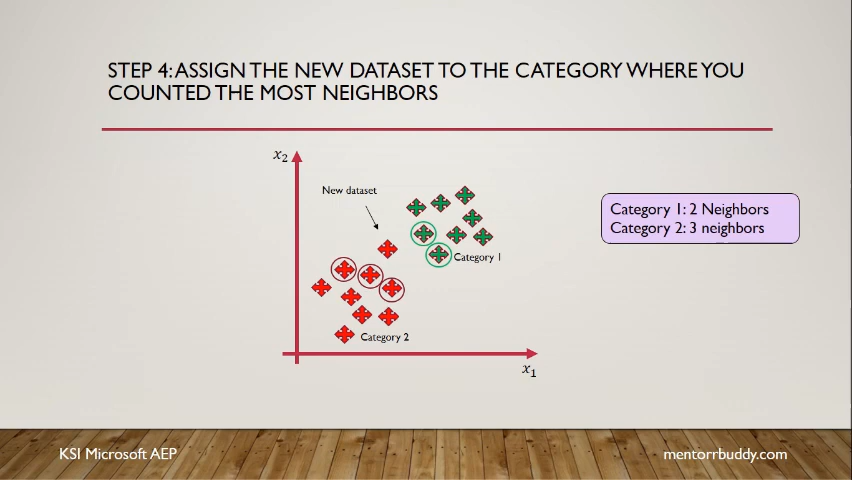 STEP 4: ASSIGN THE NEW DATASET TO THE CATEGORY WHERE YOU
COUNTED THE MOST NEIGHBORS
x₂
New dataset
Category 1: 2 Neighbors
Category 2: 3 neighbors
Category 1
Category 2
x₁
KSI Microsoft AEP
mentorrbuddy.com